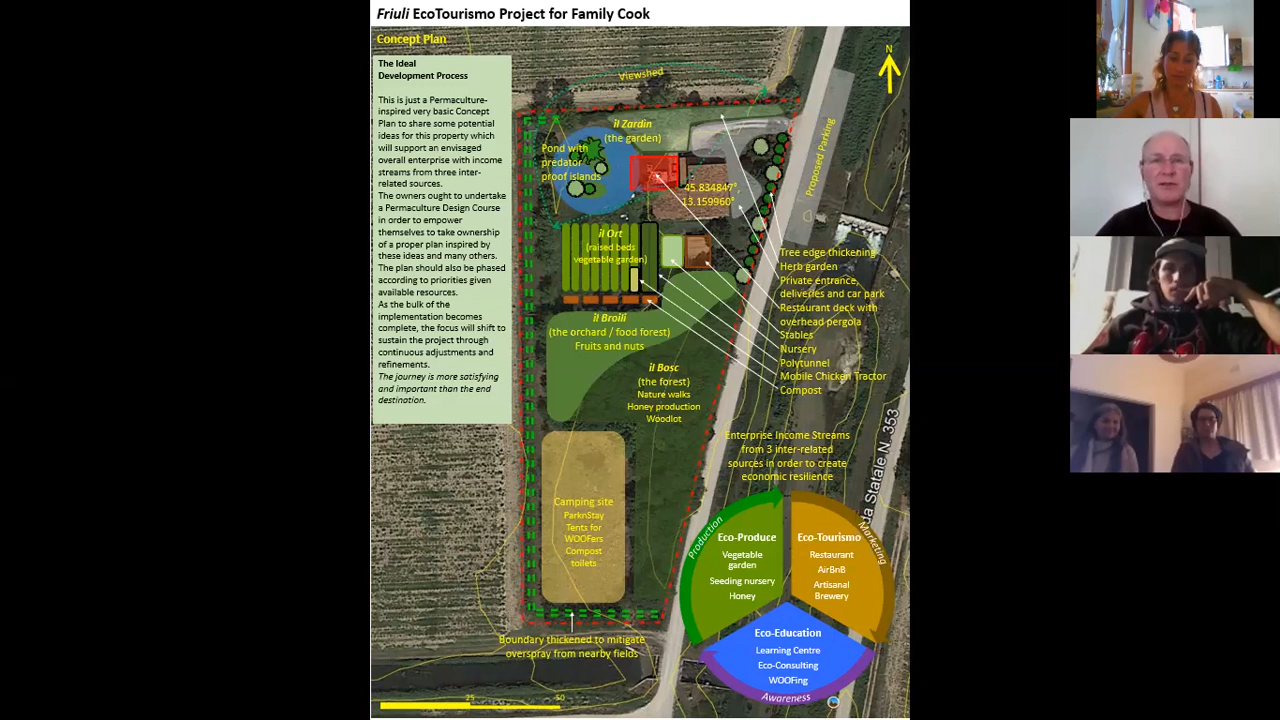 Friuli EcoTourismo Project for Family Cook
Concept Plan
The Ideal
Development Process
This is just a Permaculture-
inspired very basic Concept
Plan to share some potential
ideas for this property which
will support an envisaged
overall enterprise with income
streams from three inter-
related sources.
The owners ought to undertake
a Permaculture Design Course
in order to empower
themselves to take ownership
of a proper plan inspired by
these ideas and many others.
The plan should also be phased
according to priorities given
available resources.
As the bulk of the
implementation becomes
complete, the focus will shift to
sustain the project through
continuous adjustments and
refinements.
The journey is more satisfying
and important than the end
destination.
N
Viewshed
il Zardin
(the garden)
Pond with
predator
proof islands
45.834847°,
13.159960°
Proposed Parking
il Ort
(raised beds
vegetable garden)
il Broili
(the orchard / food forest)
Fruits and nuts
il Bosc
(the forest)
Nature walks
Honey production
Woodlot
Tree edge thickening
Herb garden
Private entrance,
deliveries and car park
Restaurant deck with
overhead pergola
Stables
Nursery
Polytunnel
Mobile Chicken Tractor
Compost
Camping site
ParknStay
Tents for
WOOFers
Compost
toilets
Boundary thickened to mitigate
overspray from nearby fields
Enterprise Income Streams
from 3 inter-related
sources in order to create
economic resilience
da Statale N. 353
Production
Eco-Produce
Vegetable
garden
Seeding nursery
Honey
Marketing
Eco-Tourismo
Restaurant
AirBnB
Artisanal
Brewery
Eco-Education
Learning Centre
Eco-Consulting
WOOFing
Awareness
25
50